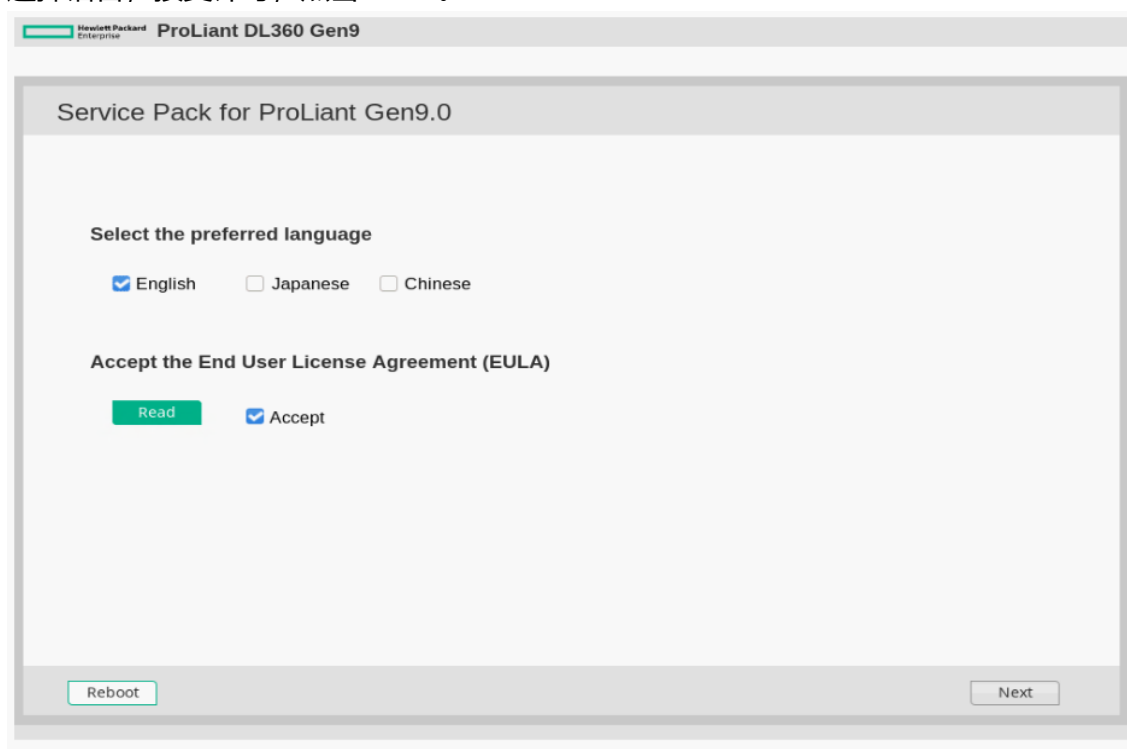 Hewlett Packard
Enterprise
ProLiant DL360 Gen9
Service Pack for ProLiant Gen9.0
Select the preferred language
English Japanese Chinese
Accept the End User License Agreement (EULA)
Read Accept
Reboot Next